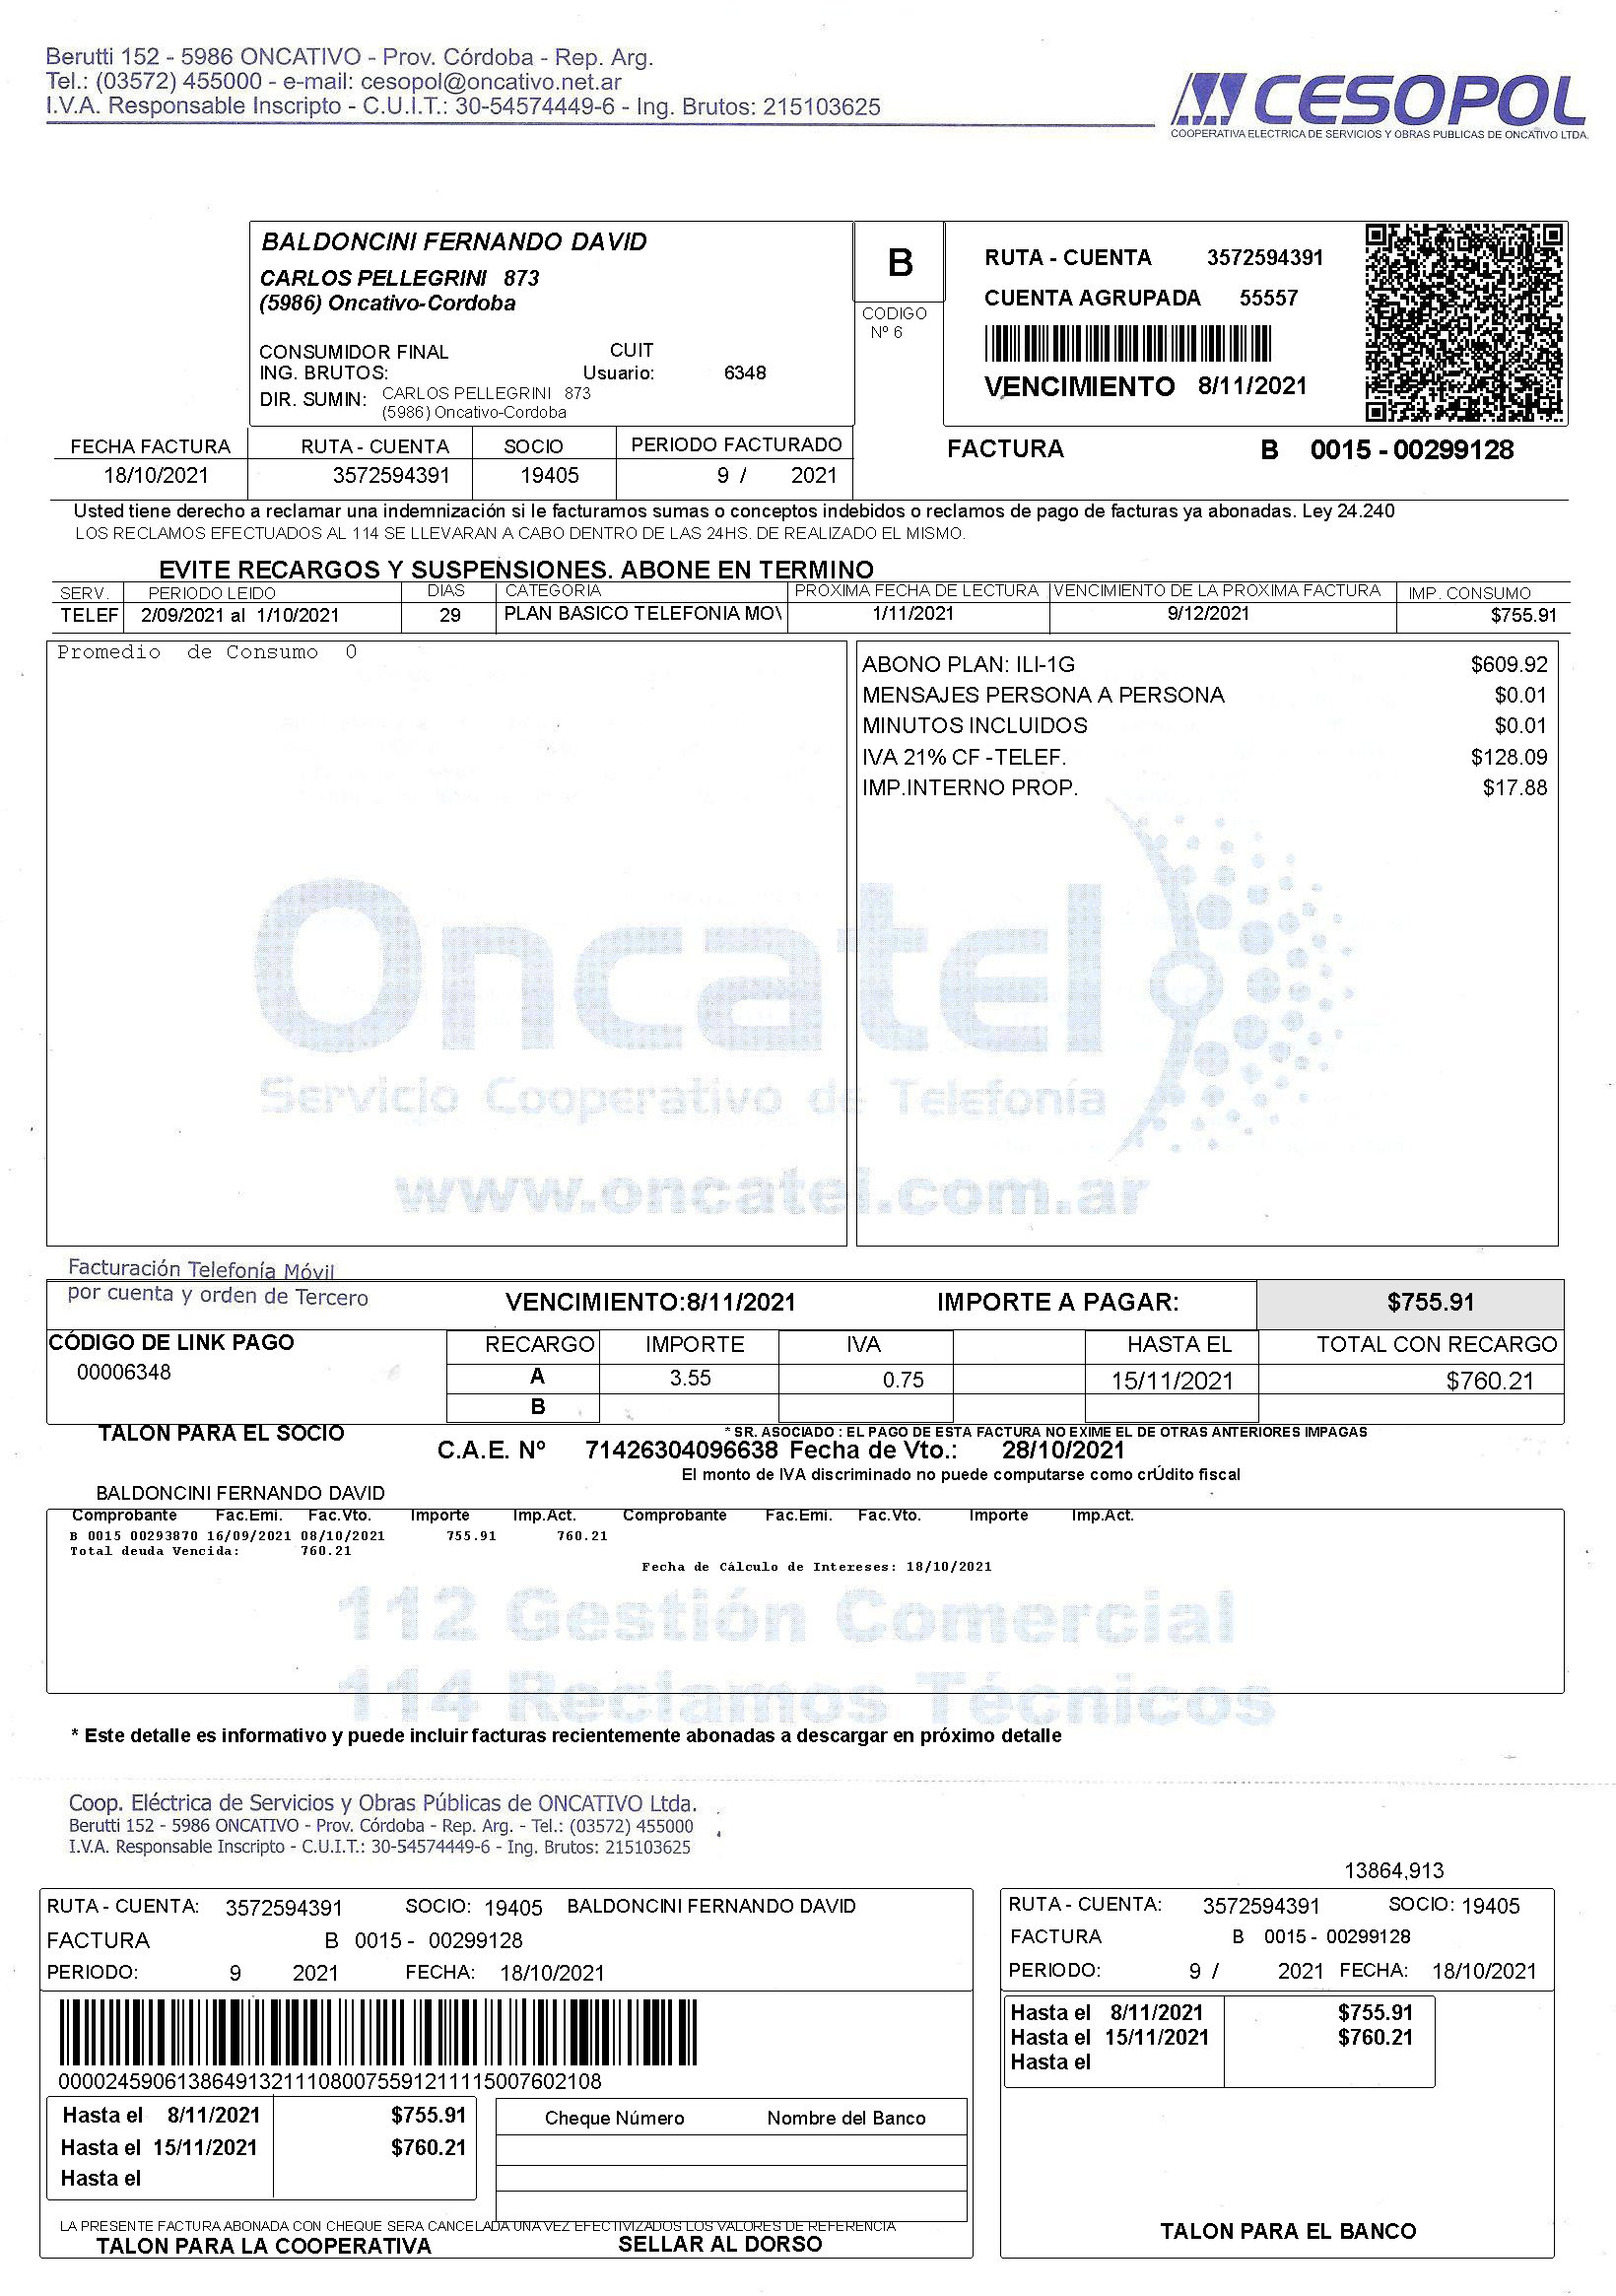 Berutti 152 - 5986 ONCATIVO - Prov. Córdoba - Rep. Arg.
Tel.: (03572) 455000 - e-mail: cesopol@oncativo.net.ar
I.V.A. Responsable Inscripto - C.U.I.T.: 30-54574449-6 - Ing. Brutos: 215103625
CESOPOL
COOPERATIVA ELECTRICA DE SERVICIOS Y OBRAS PUBLICAS DE ONCATIVO LTDA.
BALDONCINI FERNANDO DAVID
CARLOS PELLEGRINI 873
(5986) Oncativo-Cordoba
CONSUMIDOR FINAL CUIT
ING. BRUTOS: Usuario: 6348
DIR. SUMIN: CARLOS PELLEGRINI 873
(5986) Oncativo-Cordoba
B
CODIGO
Nº 6
RUTA - CUENTA 3572594391
CUENTA AGRUPADA 55557
VENCIMIENTO 8/11/2021
FECHA FACTURA RUTA - CUENTA SOCIO PERIODO FACTURADO
18/10/2021 3572594391 19405 9 / 2021
FACTURA B 0015 - 00299128
Usted tiene derecho a reclamar una indemnización si le facturamos sumas o conceptos indebidos o reclamos de pago de facturas ya abonadas. Ley 24.240
LOS RECLAMOS EFECTUADOS AL 114 SE LLEVARAN A CABO DENTRO DE LAS 24HS. DE REALIZADO EL MISMO.
EVITE RECARGOS Y SUSPENSIONES. ABONE EN TERMINO
SERV. PERIODO LEIDO DIAS CATEGORIA PROXIMA FECHA DE LECTURA VENCIMIENTO DE LA PROXIMA FACTURA IMP. CONSUMO
TELEF 2/09/2021 al 1/10/2021 29 PLAN BASICO TELEFONIA MOV 1/11/2021 9/12/2021 $755.91
Promedio de Consumo 0
ABONO PLAN: ILI-1G $609.92
MENSAJES PERSONA A PERSONA $0.01
MINUTOS INCLUIDOS $0.01
IVA 21% CF -TELEF. $128.09
IMP.INTERNO PROP. $17.88
Oncatel
Servicio Cooperativo de Telefonía
www.oncatel.com.ar
Facturación Telefonía Móvil
por cuenta y orden de Tercero
VENCIMIENTO:8/11/2021 IMPORTE A PAGAR: $755.91
CÓDIGO DE LINK PAGO RECARGO IMPORTE IVA HASTA EL TOTAL CON RECARGO
00006348 A 3.55 0.75 15/11/2021 $760.21
B
TALON PARA EL SOCIO
* SR. ASOCIADO : EL PAGO DE ESTA FACTURA NO EXIME EL DE OTRAS ANTERIORES IMPAGAS
C.A.E. Nº 71426304096638 Fecha de Vto.: 28/10/2021
El monto de IVA discriminado no puede computarse como crÚdito fiscal
BALDONCINI FERNANDO DAVID
Comprobante Fac.Emi. Fac.Vto. Importe Imp.Act. Comprobante Fac.Emi. Fac.Vto. Importe Imp.Act.
B 0015 00293870 16/09/2021 08/10/2021 755.91 760.21
Total deuda Vencida: 760.21
Fecha de Cálculo de Intereses: 18/10/2021
112 Gestión Comercial
114 Reclamos Técnicos
* Este detalle es informativo y puede incluir facturas recientemente abonadas a descargar en próximo detalle
Coop. Eléctrica de Servicios y Obras Públicas de ONCATIVO Ltda.
Berutti 152 - 5986 ONCATIVO - Prov. Córdoba - Rep. Arg. - Tel.: (03572) 455000
I.V.A. Responsable Inscripto - C.U.I.T.: 30-54574449-6 - Ing. Brutos: 215103625
13864,913
RUTA - CUENTA: 3572594391 SOCIO: 19405 BALDONCINI FERNANDO DAVID
FACTURA B 0015 - 00299128
PERIODO: 9 2021 FECHA: 18/10/2021
00002459061386491321110800755912111115007602108
Hasta el 8/11/2021 $755.91
Hasta el 15/11/2021 $760.21
Hasta el
Cheque Número Nombre del Banco
LA PRESENTE FACTURA ABONADA CON CHEQUE SERA CANCELADA UNA VEZ EFECTIVIZADOS LOS VALORES DE REFERENCIA
TALON PARA LA COOPERATIVA SELLAR AL DORSO
RUTA - CUENTA: 3572594391 SOCIO: 19405
FACTURA B 0015 - 00299128
PERIODO: 9 / 2021 FECHA: 18/10/2021
Hasta el 8/11/2021 $755.91
Hasta el 15/11/2021 $760.21
Hasta el
TALON PARA EL BANCO